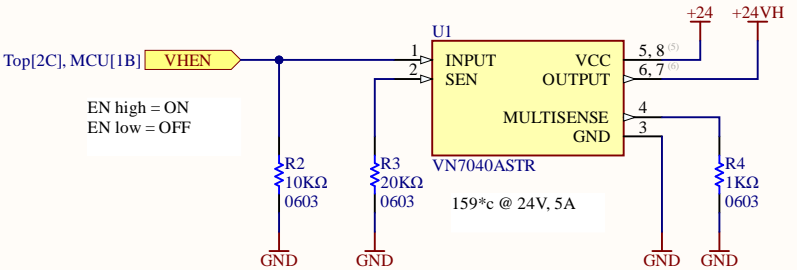 +24 +24VH
U1
Top[2C], MCU[1B] VHEN 1 INPUT VCC 5, 8 (5)
2 SEN OUTPUT 6, 7 (6)
EN high = ON
EN low = OFF
MULTISENSE 4
GND 3
R2 R3 VN7040ASTR R4
10KΩ 20KΩ 1KΩ
0603 0603 159*c @ 24V, 5A 0603
GND GND GND GND